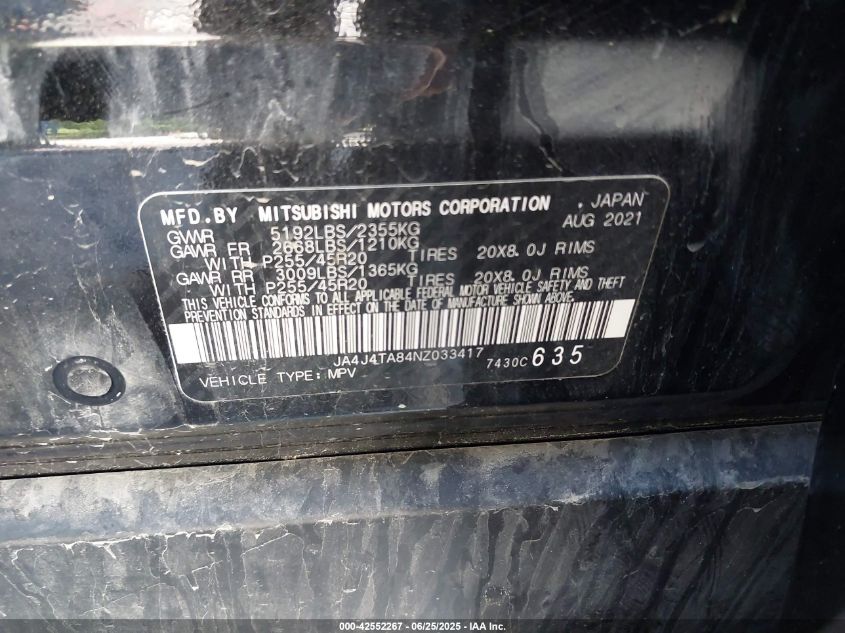 MFD.BY MITSUBISHI MOTORS CORPORATION , JAPAN
AUG 2021
GVWR 5192LBS/2355KG
GAWR FR 2668LBS/1210KG
WITH P255/45R20 TIRES 20X8.0J RIMS
GAWR RR 3009LBS/1365KG
WITH P255/45R20 TIRES 20X8.0J RIMS
THIS VEHICLE CONFORMS TO ALL APPLICABLE FEDERAL MOTOR VEHICLE SAFETY AND THEFT
PREVENTION STANDARDS IN EFFECT ON THE DATE OF MANUFACTURE SHOWN ABOVE.
JA4J4TA84NZ033417
7430C 635
VEHICLE TYPE: MPV
000-42552267 - 06/25/2025 - IAA Inc.